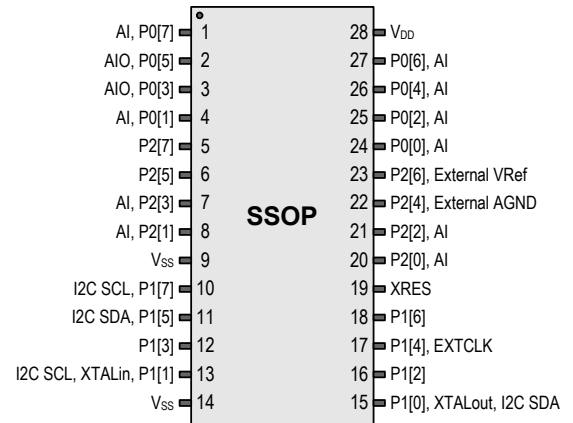 AI, P0[7] 1 28 VDD
AIO, P0[5] 2 27 P0[6], AI
AIO, P0[3] 3 26 P0[4], AI
AI, P0[1] 4 25 P0[2], AI
P2[7] 5 24 P0[0], AI
P2[5] 6 23 P2[6], External VRef
AI, P2[3] 7 22 P2[4], External AGND
SSOP
AI, P2[1] 8 21 P2[2], AI
Vss 9 20 P2[0], AI
I2C SCL, P1[7] 10 19 XRES
I2C SDA, P1[5] 11 18 P1[6]
P1[3] 12 17 P1[4], EXTCLK
I2C SCL, XTALin, P1[1] 13 16 P1[2]
Vss 14 15 P1[0], XTALout, I2C SDA